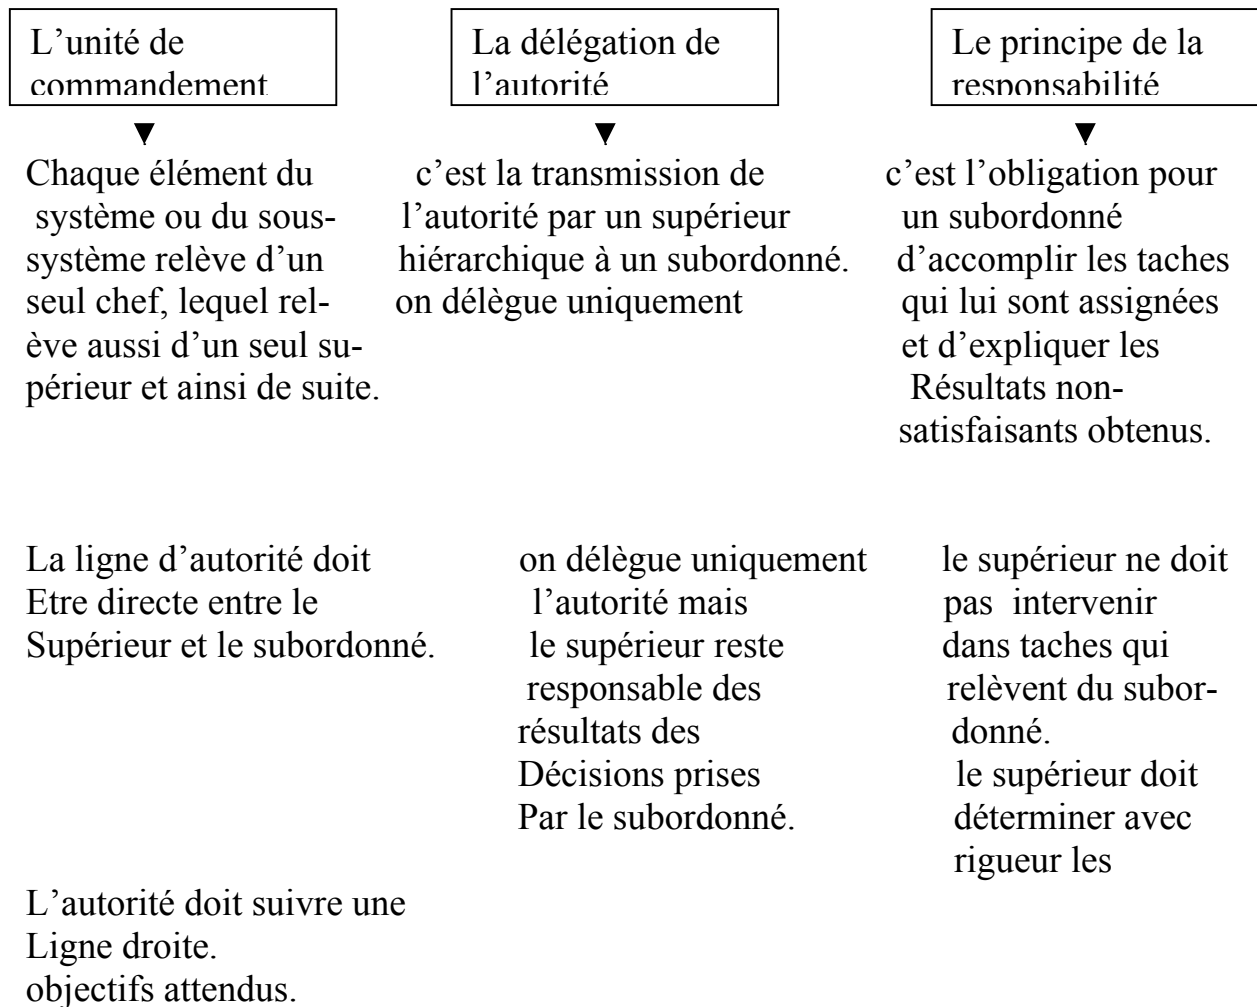 L’unité de
commandement
La délégation de
l’autorité
Le principe de la
responsabilité
Chaque élément du
système ou du sous-
système relève d’un
seul chef, lequel rel-
ève aussi d’un seul su-
périeur et ainsi de suite.
c’est la transmission de
l’autorité par un supérieur
hiérarchique à un subordonné.
on délègue uniquement
c’est l’obligation pour
un subordonné
d’accomplir les taches
qui lui sont assignées
et d’expliquer les
Résultats non-
satisfaisants obtenus.
La ligne d’autorité doit
Etre directe entre le
Supérieur et le subordonné.
on délègue uniquement
l’autorité mais
le supérieur reste
responsable des
résultats des
Décisions prises
Par le subordonné.
le supérieur ne doit
pas intervenir
dans taches qui
relèvent du subor-
donné.
le supérieur doit
déterminer avec
rigueur les
L’autorité doit suivre une
Ligne droite.
objectifs attendus.